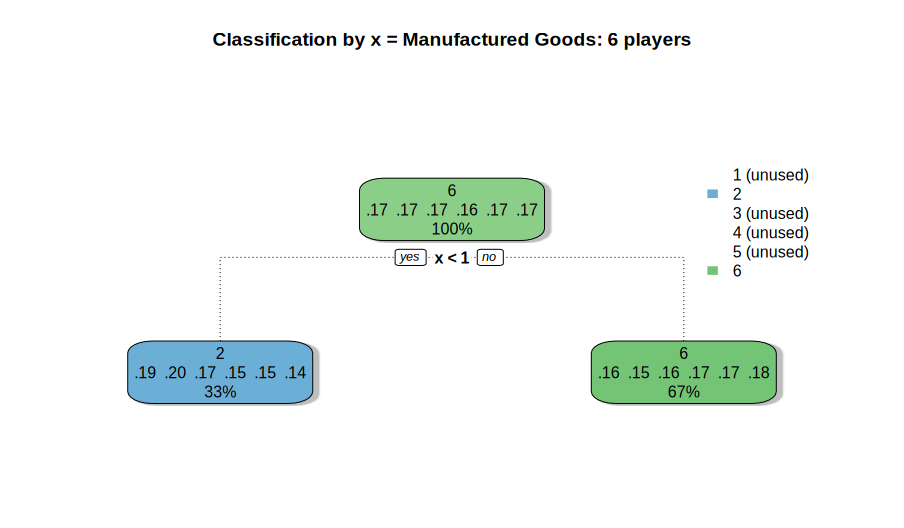 Classification by x = Manufactured Goods: 6 players
1 (unused)
2
3 (unused)
4 (unused)
5 (unused)
6
6
.17 .17 .17 .16 .17 .17
100%
yes x < 1 no
2
.19 .20 .17 .15 .15 .14
33%
6
.16 .15 .16 .17 .17 .18
67%